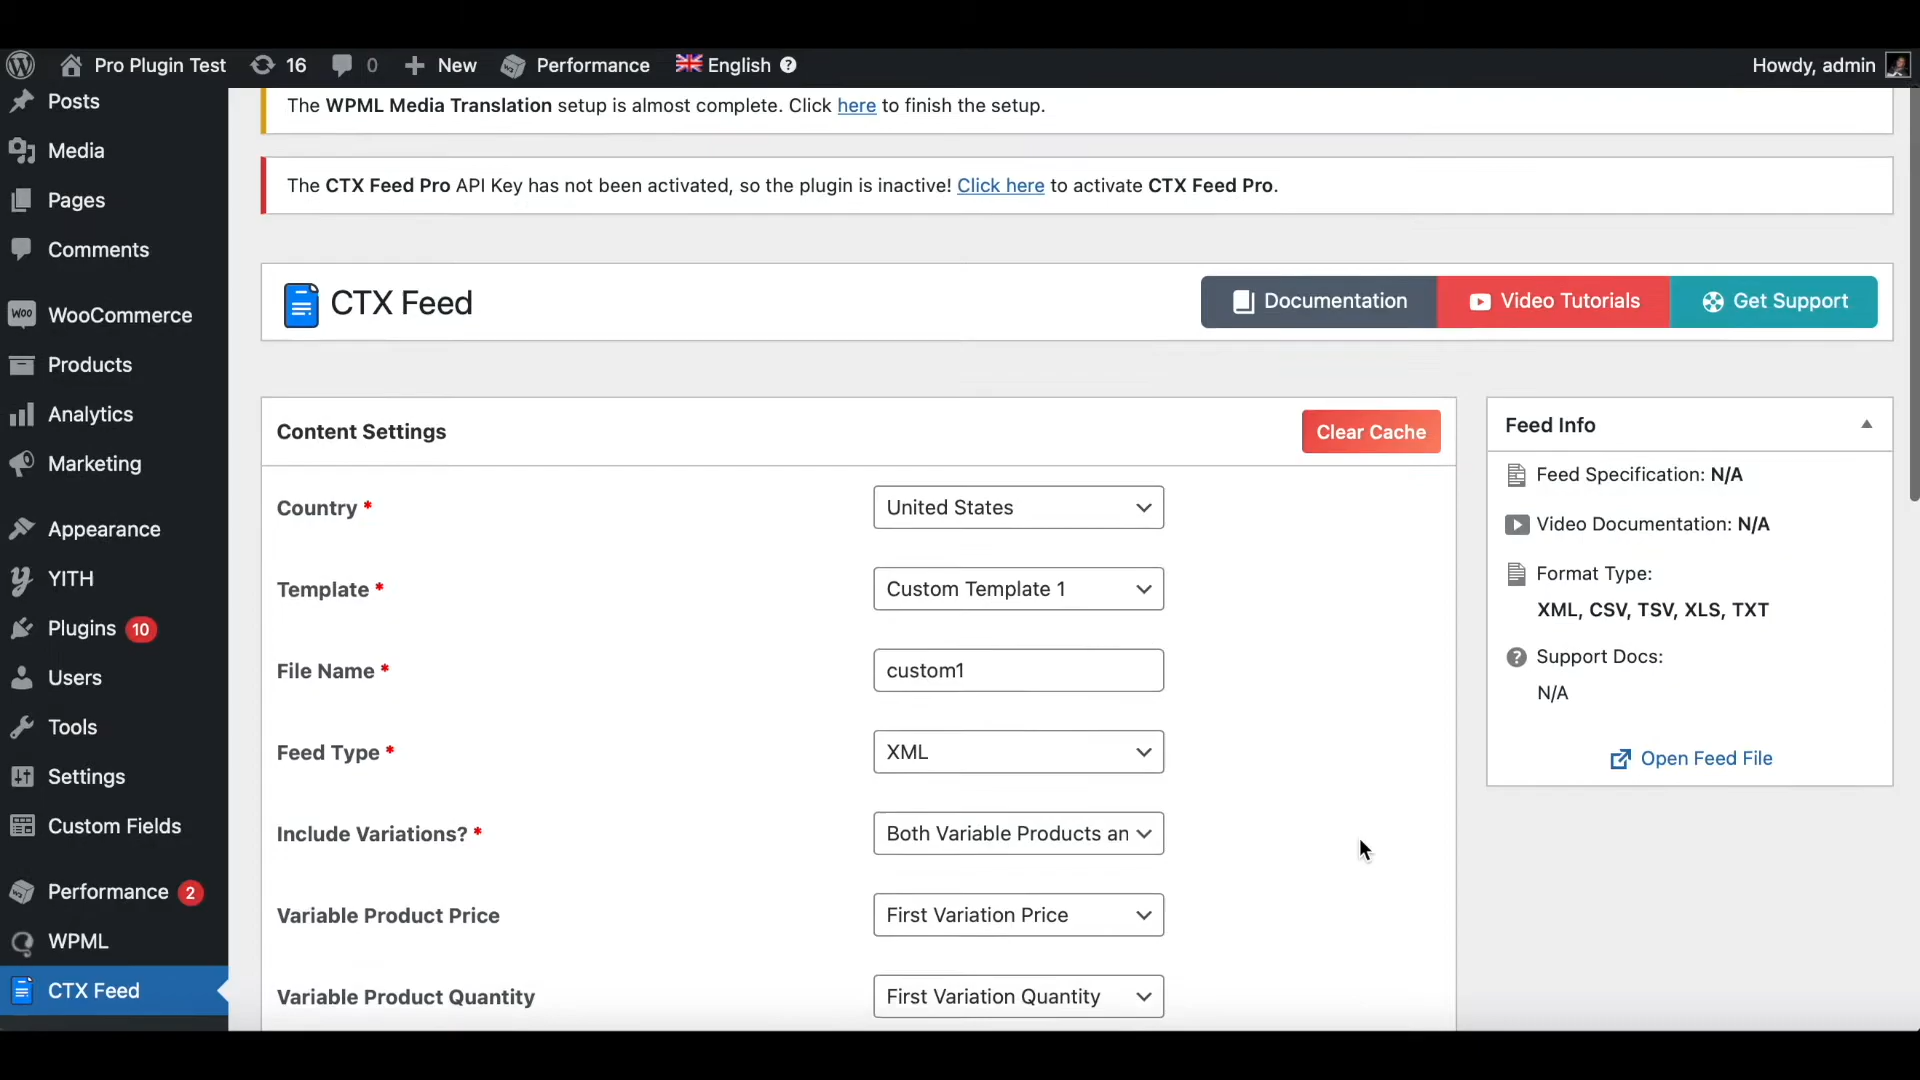 Pro Plugin Test 16 0 New Performance English Howdy, admin
Posts
Media
Pages
Comments
WooCommerce
Products
Analytics
Marketing
Appearance
YITH
Plugins 10
Users
Tools
Settings
Custom Fields
Performance 2
WPML
CTX Feed
The WPML Media Translation setup is almost complete. Click here to finish the setup.
The CTX Feed Pro API Key has not been activated, so the plugin is inactive! Click here to activate CTX Feed Pro.
CTX Feed
Documentation Video Tutorials Get Support
Content Settings Clear Cache
Country * United States
Template * Custom Template 1
File Name * custom1
Feed Type * XML
Include Variations? * Both Variable Products an
Variable Product Price First Variation Price
Variable Product Quantity First Variation Quantity
Feed Info
Feed Specification: N/A
Video Documentation: N/A
Format Type:
XML, CSV, TSV, XLS, TXT
Support Docs:
N/A
Open Feed File